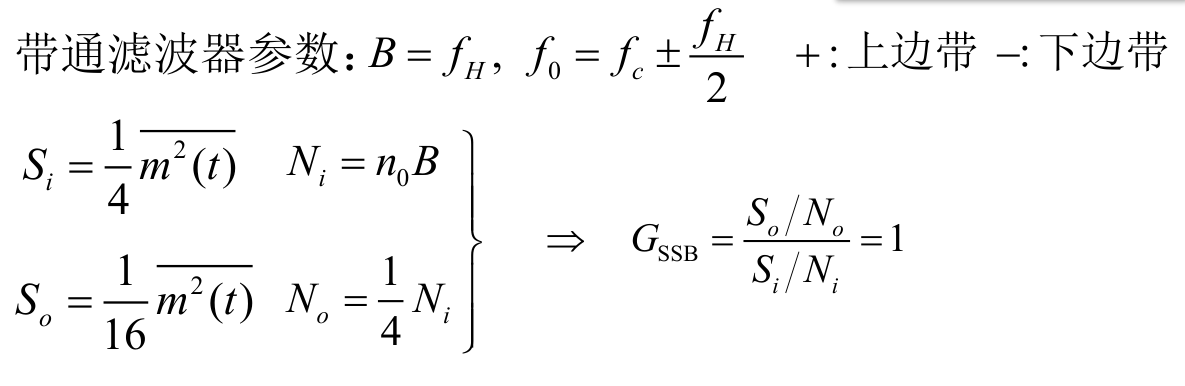 带通滤波器参数: B = f_H, f_0 = f_c ± f_H/2 +:上边带 −:下边带
S_i = 1/4 \overline{m^2(t)} N_i = n_0 B
S_o = 1/16 \overline{m^2(t)} N_o = 1/4 N_i
⇒ G_SSB = (S_o/N_o)/(S_i/N_i) = 1